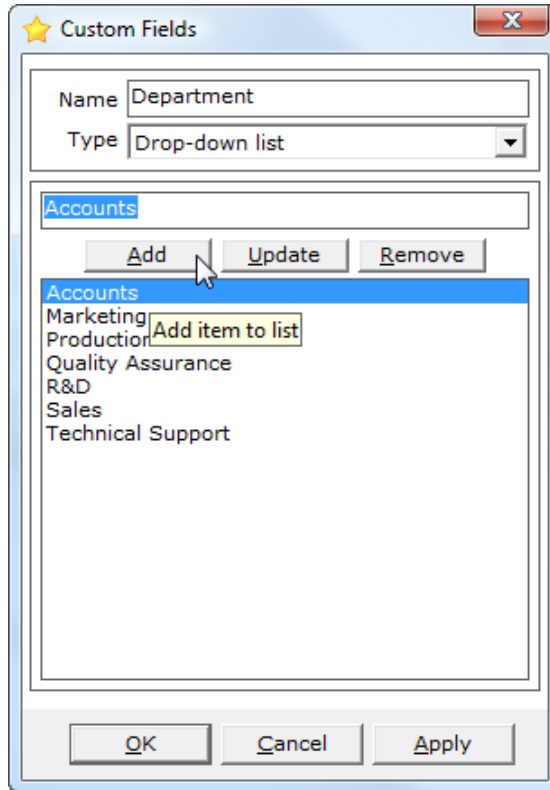 Custom Fields
Name Department
Type Drop-down list
Accounts
Add Update Remove
Accounts
Marketing
Production
Add item to list
Quality Assurance
R&D
Sales
Technical Support
OK Cancel Apply